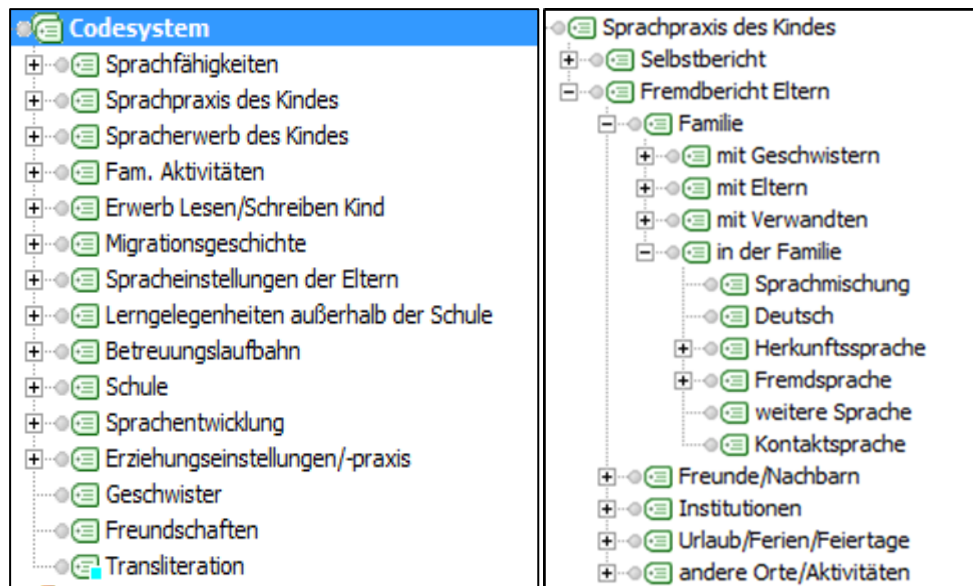 Codesystem
Sprachfähigkeiten
Sprachpraxis des Kindes
Spracherwerb des Kindes
Fam. Aktivitäten
Erwerb Lesen/Schreiben Kind
Migrationsgeschichte
Spracheinstellungen der Eltern
Lerngelegenheiten außerhalb der Schule
Betreuungslaufbahn
Schule
Sprachentwicklung
Erziehungseinstellungen/-praxis
Geschwister
Freundschaften
Transliteration
Sprachpraxis des Kindes
Selbstbericht
Fremdbericht Eltern
Familie
mit Geschwistern
mit Eltern
mit Verwandten
in der Familie
Sprachmischung
Deutsch
Herkunftssprache
Fremdsprache
weitere Sprache
Kontaktsprache
Freunde/Nachbarn
Institutionen
Urlaub/Ferien/Feiertage
andere Orte/Aktivitäten